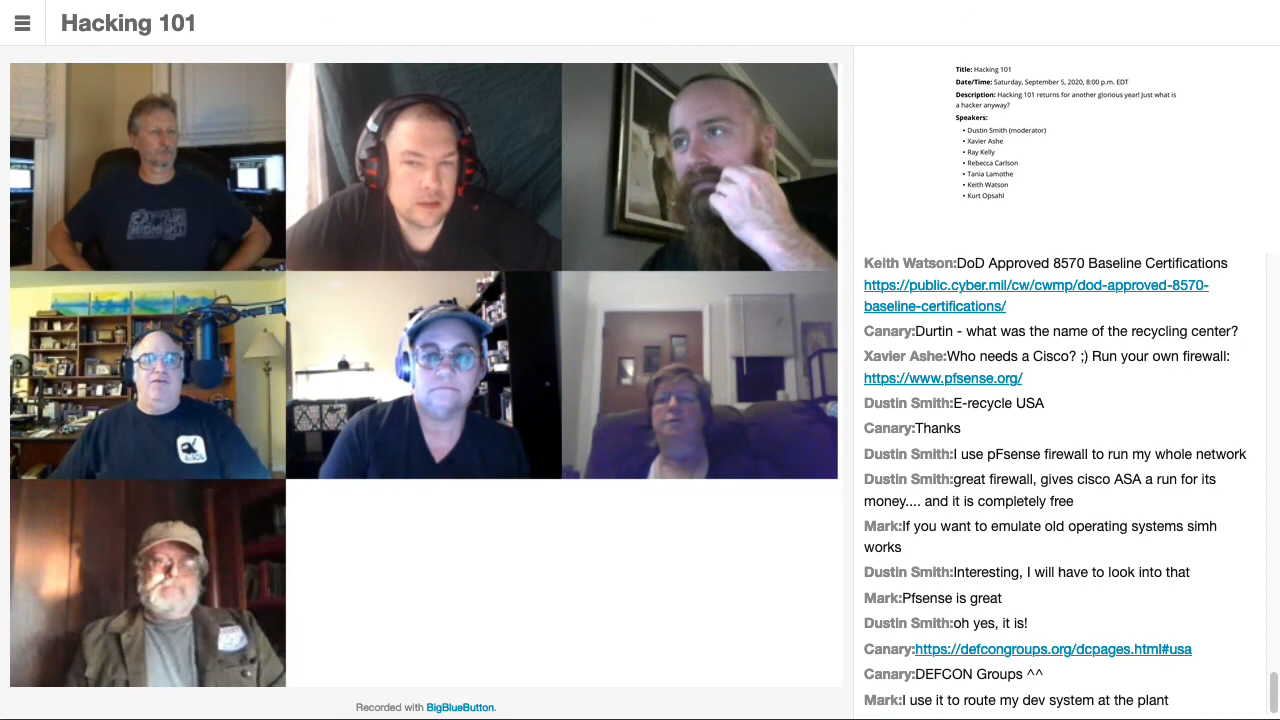 Hacking 101
Title: Hacking 101
Date/Time: Saturday, September 5, 2020, 8:00 p.m. EDT
Description: Hacking 101 returns for another glorious year! Just what is
a hacker anyway?
Speakers:
• Dustin Smith (moderator)
• Xavier Ashe
• Ray Kelly
• Rebecca Carlson
• Tania Lamothe
• Keith Watson
• Kurt Opsahl
Keith Watson:DoD Approved 8570 Baseline Certifications
https://public.cyber.mil/cw/cwmp/dod-approved-8570-
baseline-certifications/
Canary:Durtin - what was the name of the recycling center?
Xavier Ashe:Who needs a Cisco? ;) Run your own firewall:
https://www.pfsense.org/
Dustin Smith:E-recycle USA
Canary:Thanks
Dustin Smith:I use pFsense firewall to run my whole network
Dustin Smith:great firewall, gives cisco ASA a run for its
money.... and it is completely free
Mark:If you want to emulate old operating systems simh
works
Dustin Smith:Interesting, I will have to look into that
Mark:Pfsense is great
Dustin Smith:oh yes, it is!
Canary:https://defcongroups.org/dcpages.html#usa
Canary:DEFCON Groups ^^
Mark:I use it to route my dev system at the plant
Recorded with BigBlueButton.